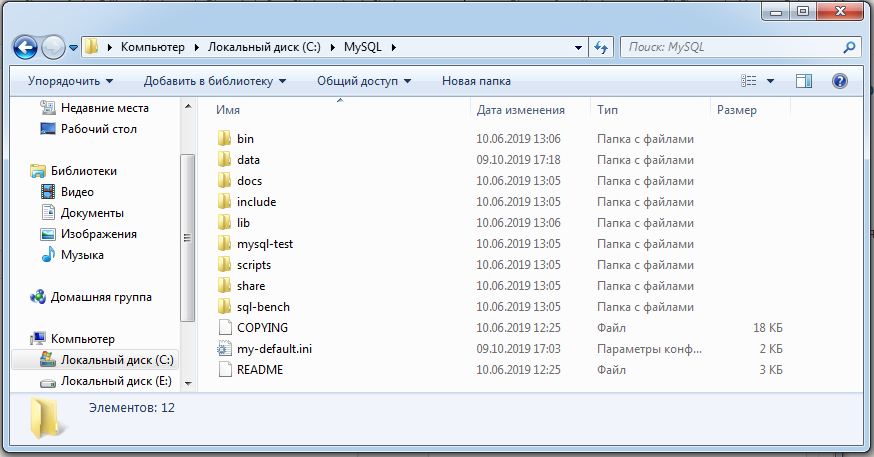 Компьютер Локальный диск (C:) MySQL Поиск: MySQL
Упорядочить Добавить в библиотеку Общий доступ Новая папка
Недавние места
Рабочий стол
Библиотеки
Видео
Документы
Изображения
Музыка
Домашняя группа
Компьютер
Локальный диск (C:)
Локальный диск (E:)
Имя Дата изменения Тип Размер
bin 10.06.2019 13:06 Папка с файлами
data 09.10.2019 17:18 Папка с файлами
docs 10.06.2019 13:05 Папка с файлами
include 10.06.2019 13:05 Папка с файлами
lib 10.06.2019 13:06 Папка с файлами
mysql-test 10.06.2019 13:05 Папка с файлами
scripts 10.06.2019 13:05 Папка с файлами
share 10.06.2019 13:05 Папка с файлами
sql-bench 10.06.2019 13:05 Папка с файлами
COPYING 10.06.2019 12:25 Файл 18 КБ
my-default.ini 09.10.2019 17:03 Параметры конф... 2 КБ
README 10.06.2019 12:25 Файл 3 КБ
Элементов: 12